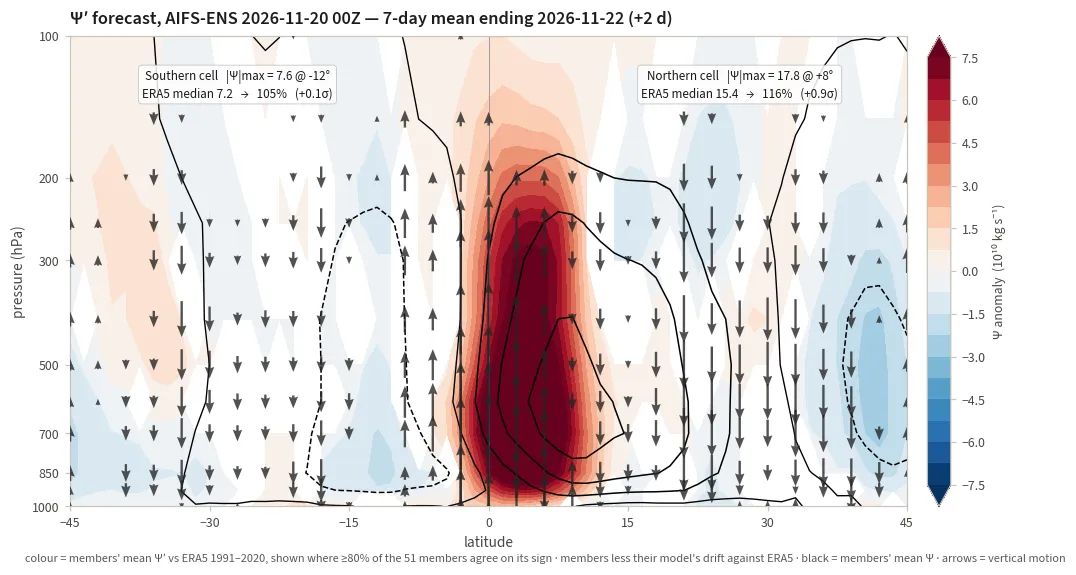 Ψ′ forecast, AIFS-ENS 2026-11-20 00Z — 7-day mean ending 2026-11-22 (+2 d)
Southern cell |Ψ|max = 7.6 @ -12°
ERA5 median 7.2 → 105% (+0.1σ)
Northern cell |Ψ|max = 17.8 @ +8°
ERA5 median 15.4 → 116% (+0.9σ)
100
200
300
400
500
700
850
1000
pressure (hPa)
−45
−30
−15
0
15
30
45
latitude
7.5
6.0
4.5
3.0
1.5
0.0
−1.5
−3.0
−4.5
−6.0
−7.5
Ψ anomaly (10¹⁰ kg s⁻¹)
colour = members' mean Ψ′ vs ERA5 1991–2020, shown where ≥80% of the 51 members agree on its sign · members less their model's drift against ERA5 · black = members' mean Ψ · arrows = vertical motion